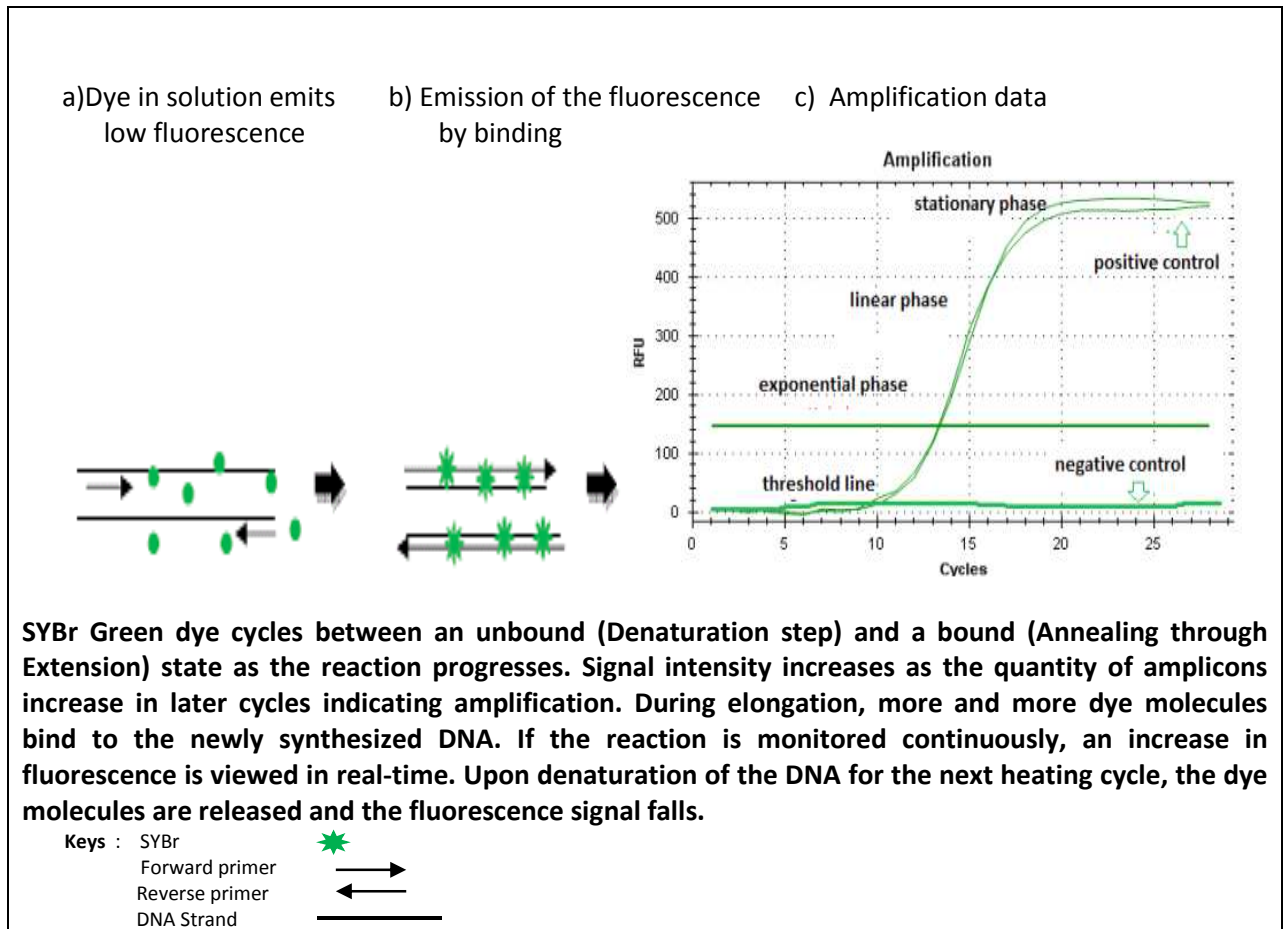 a)Dye in solution emits
low fluorescence
b) Emission of the fluorescence
by binding
c) Amplification data
Amplification
500
400
300
200
100
0
RFU
stationary phase
positive control
linear phase
exponential phase
negative control
threshold line
0 5 10 15 20 25
Cycles
SYBr Green dye cycles between an unbound (Denaturation step) and a bound (Annealing through
Extension) state as the reaction progresses. Signal intensity increases as the quantity of amplicons
increase in later cycles indicating amplification. During elongation, more and more dye molecules
bind to the newly synthesized DNA. If the reaction is monitored continuously, an increase in
fluorescence is viewed in real-time. Upon denaturation of the DNA for the next heating cycle, the dye
molecules are released and the fluorescence signal falls.
Keys : SYBr
Forward primer
Reverse primer
DNA Strand